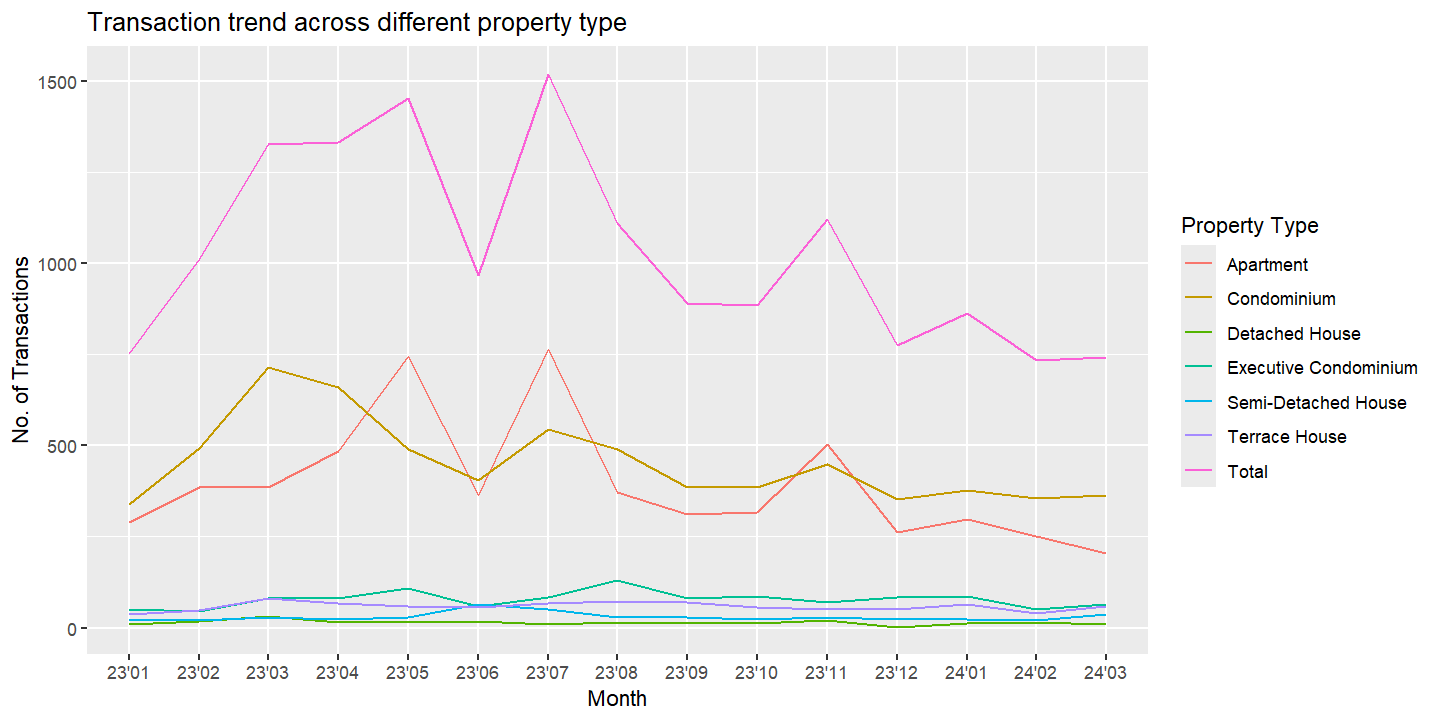 Transaction trend across different property type
No. of Transactions
1500
1000
500
0
23'01 23'02 23'03 23'04 23'05 23'06 23'07 23'08 23'09 23'10 23'11 23'12 24'01 24'02 24'03
Month
Property Type
Apartment
Condominium
Detached House
Executive Condominium
Semi-Detached House
Terrace House
Total